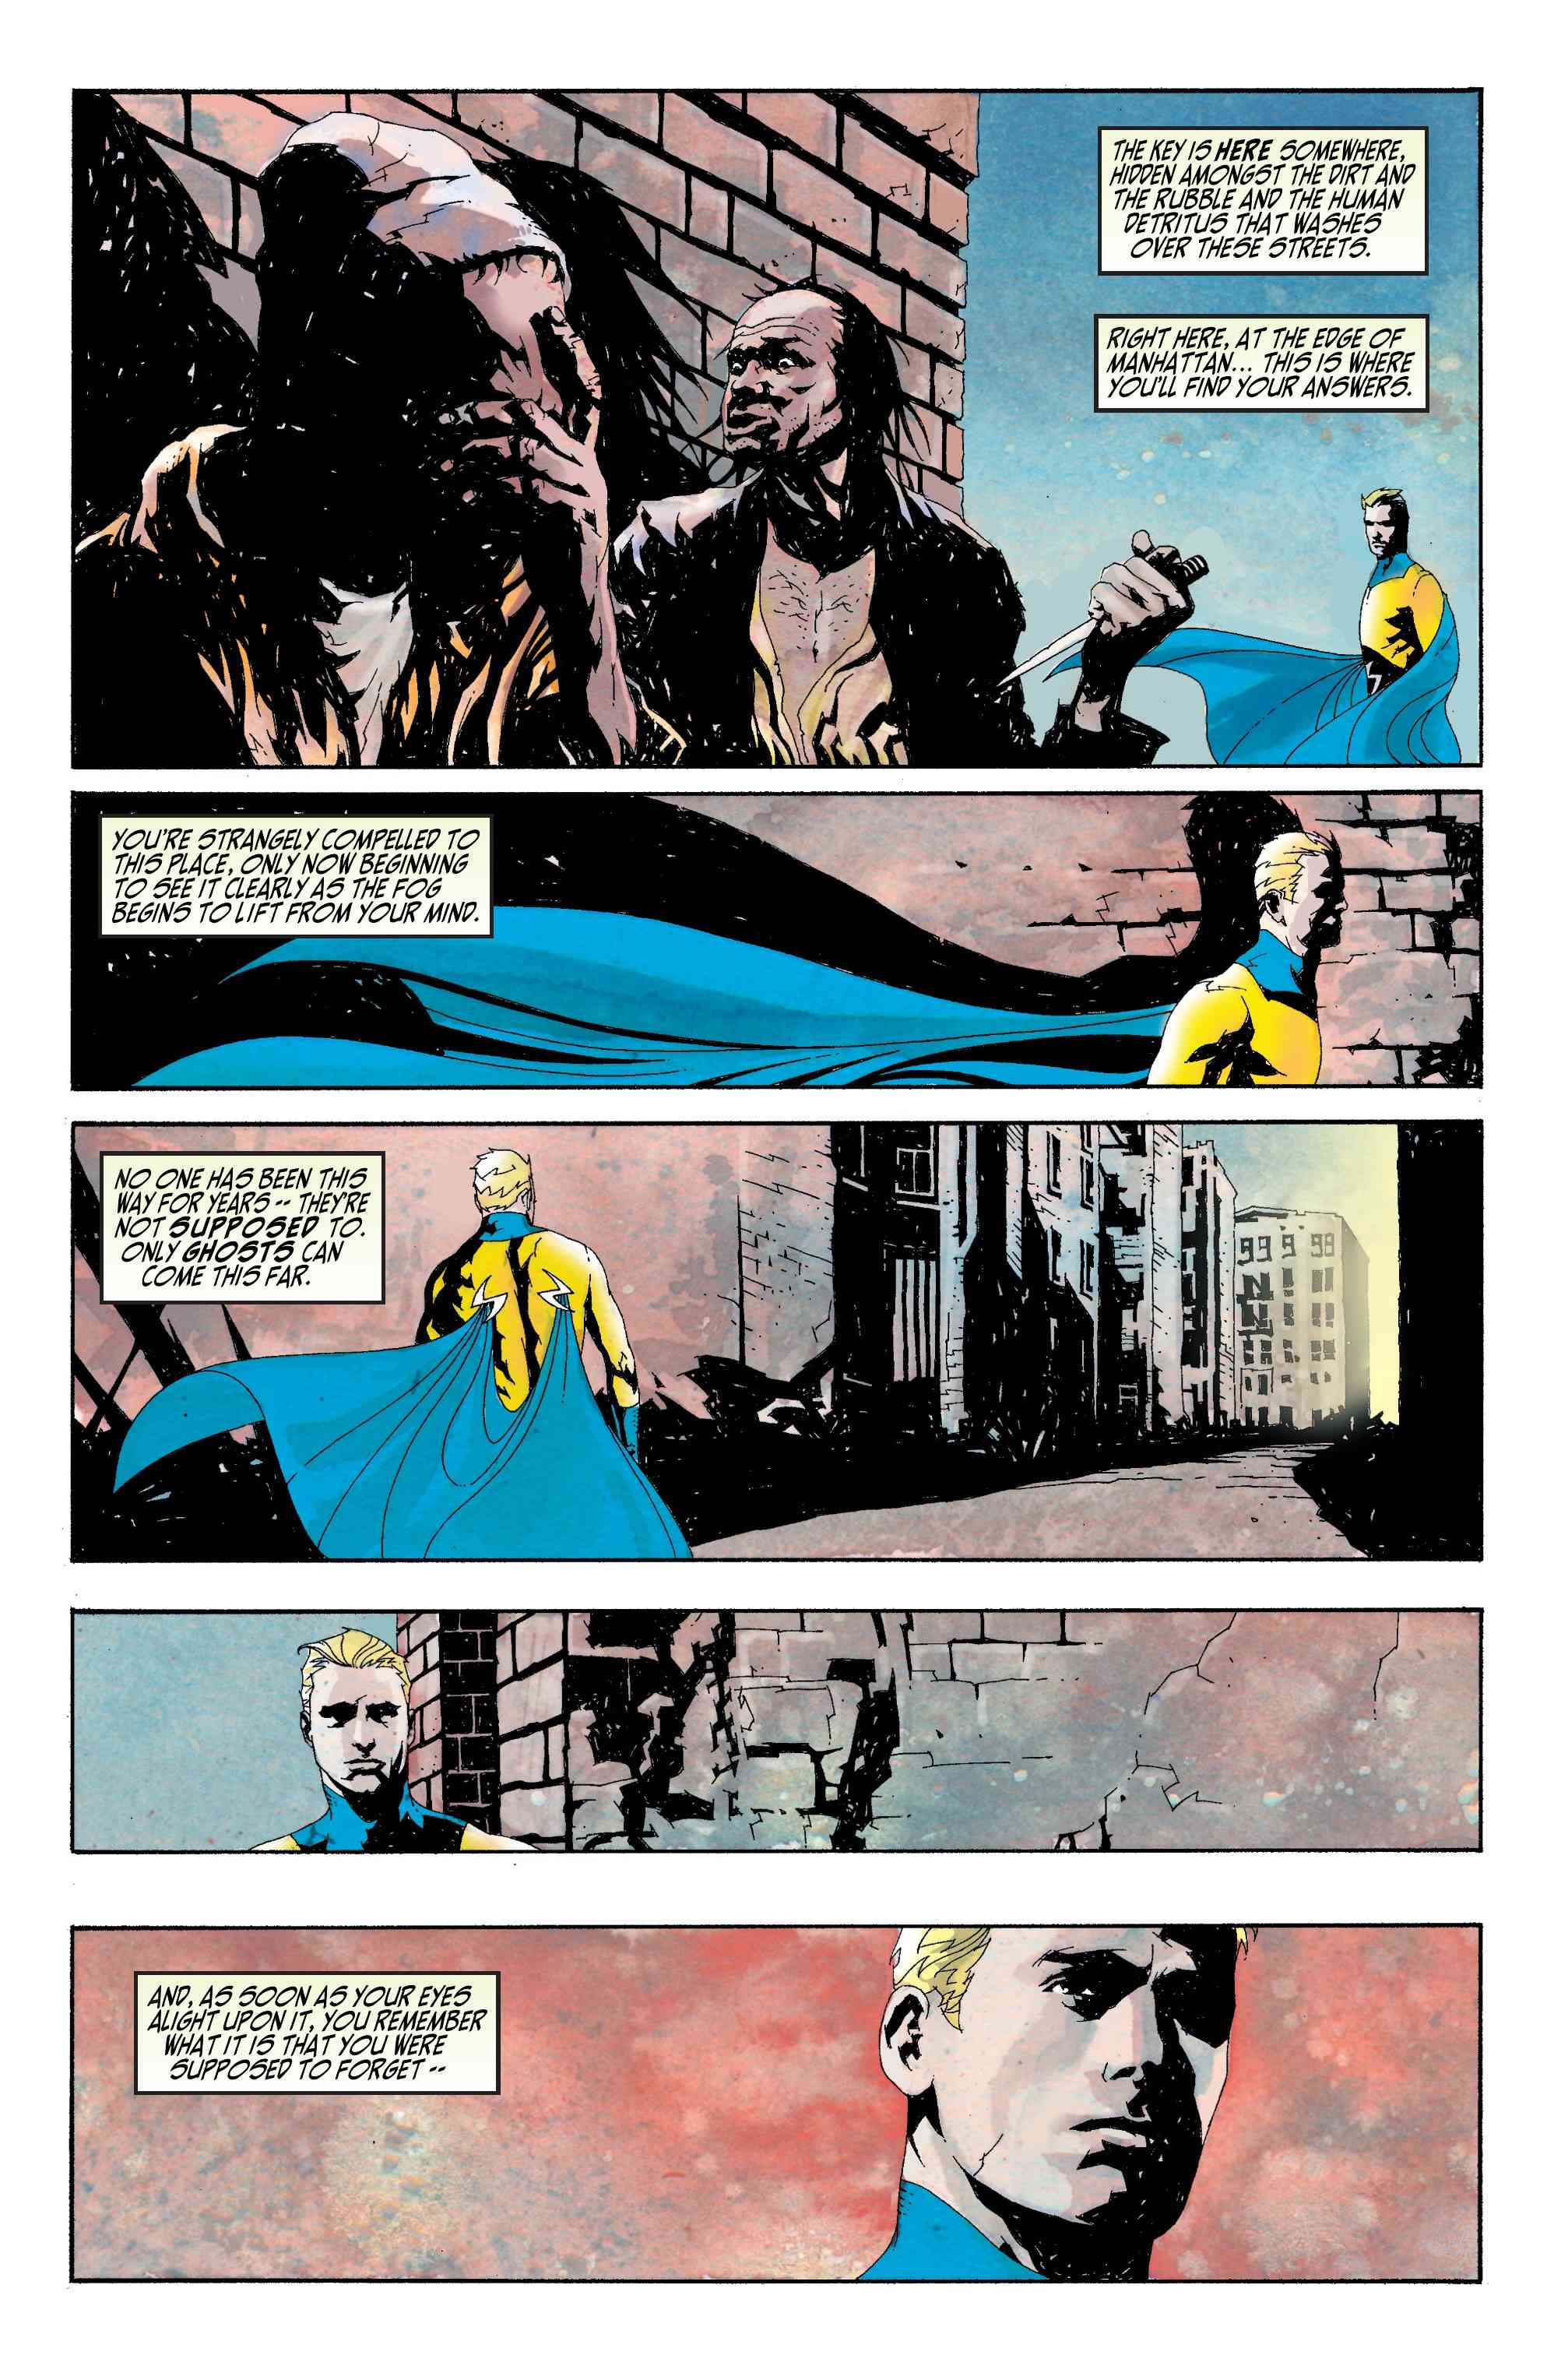 THE KEY IS HERE SOMEWHERE,
HIDDEN AMONGST THE DIRT AND
THE RUBBLE AND THE HUMAN
DETRITUS THAT WASHES
OVER THESE STREETS.
RIGHT HERE, AT THE EDGE OF
MANHATTAN... THIS IS WHERE
YOU'LL FIND YOUR ANSWERS.
YOU'RE STRANGELY COMPELLED TO
THIS PLACE, ONLY NOW BEGINNING
TO SEE IT CLEARLY AS THE FOG
BEGINS TO LIFT FROM YOUR MIND.
NO ONE HAS BEEN THIS
WAY FOR YEARS -- THEY'RE
NOT SUPPOSED TO.
ONLY GHOSTS CAN
COME THIS FAR.
AND, AS SOON AS YOUR EYES
ALIGHT UPON IT, YOU REMEMBER
WHAT IT IS THAT YOU WERE
SUPPOSED TO FORGET --